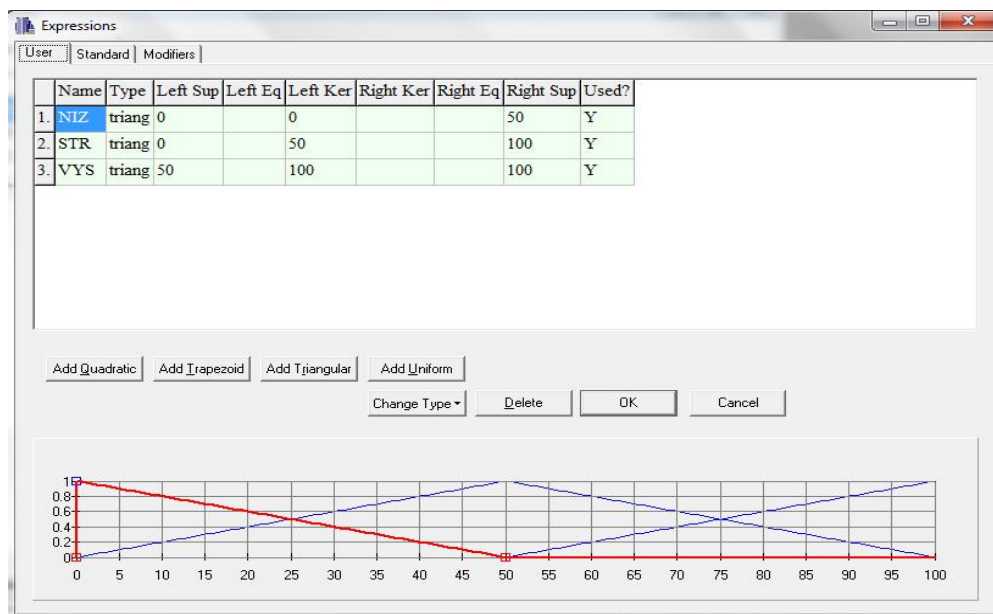 Expressions
User Standard Modifiers
Name Type Left Sup Left Eq Left Ker Right Ker Right Eq Right Sup Used?
1. NIZ triang 0 0 50 Y
2. STR triang 0 50 100 Y
3. VYS triang 50 100 100 Y
Add Quadratic Add Trapezoid Add Triangular Add Uniform
Change Type Delete OK Cancel
1
0.8
0.6
0.4
0.2
0
0 5 10 15 20 25 30 35 40 45 50 55 60 65 70 75 80 85 90 95 100